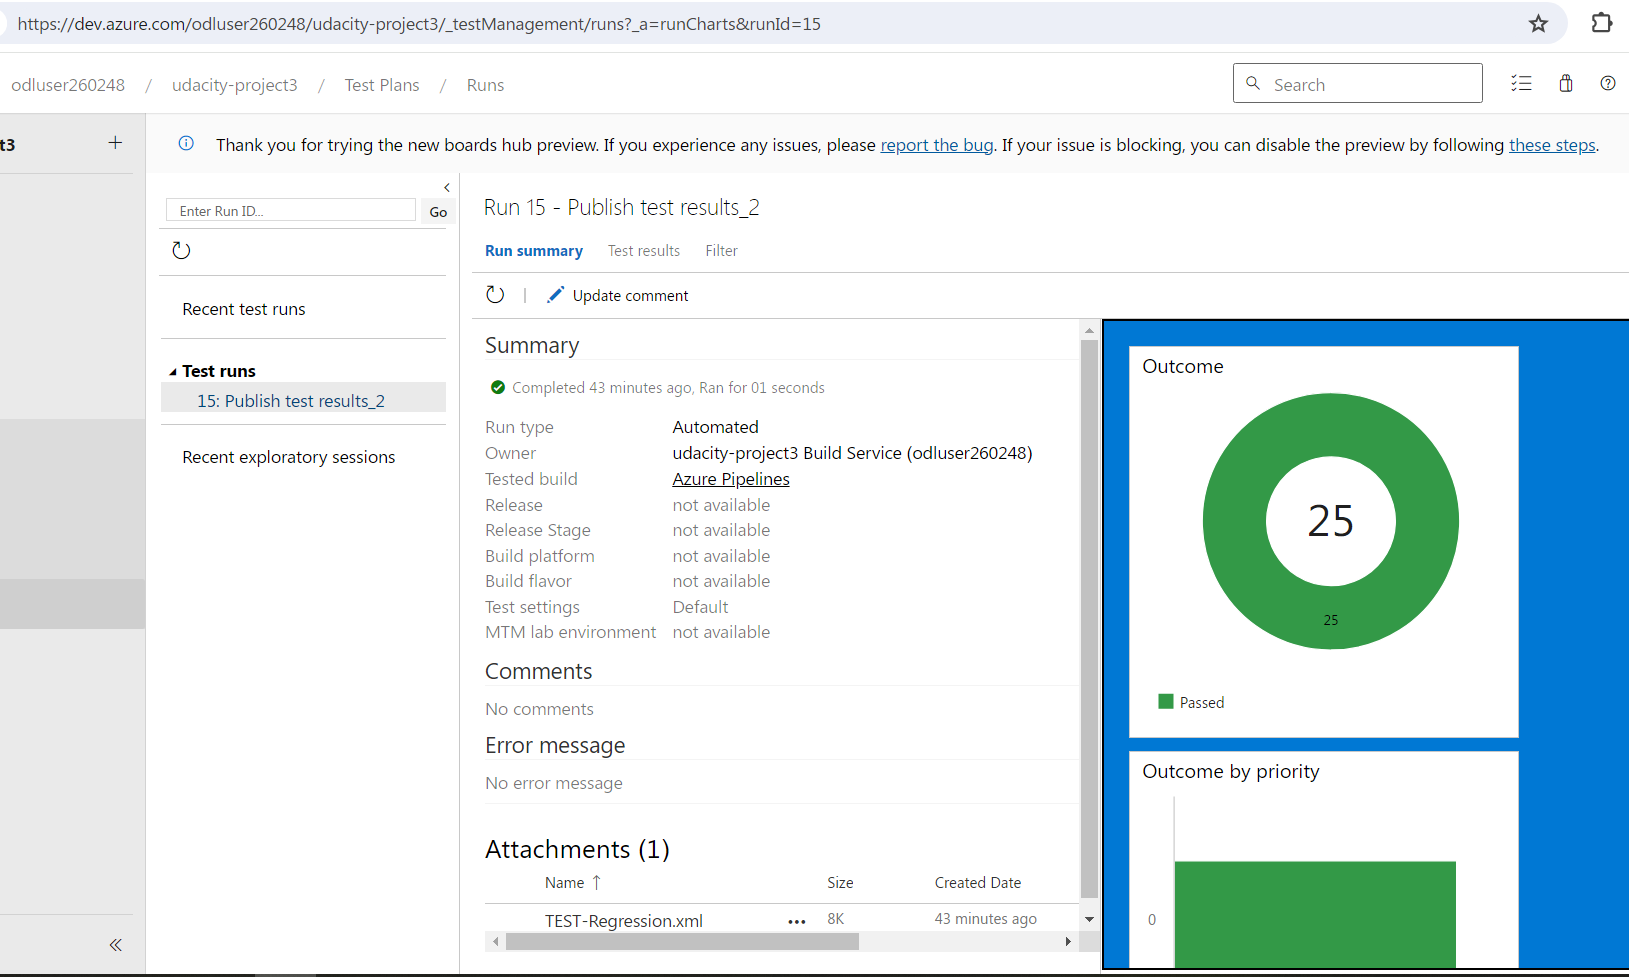 https://dev.azure.com/odluser260248/udacity-project3/_testManagement/runs?_a=runCharts&runId=15
odluser260248 / udacity-project3 / Test Plans / Runs
Search
t3 +
Thank you for trying the new boards hub preview. If you experience any issues, please report the bug. If your issue is blocking, you can disable the preview by following these steps.
Enter Run ID... Go
Recent test runs
Test runs
15: Publish test results_2
Recent exploratory sessions
Run 15 - Publish test results_2
Run summary Test results Filter
Update comment
Summary
Completed 43 minutes ago, Ran for 01 seconds
Run type Automated
Owner udacity-project3 Build Service (odluser260248)
Tested build Azure Pipelines
Release not available
Release Stage not available
Build platform not available
Build flavor not available
Test settings Default
MTM lab environment not available
Comments
No comments
Error message
No error message
Attachments (1)
Name ↑ Size Created Date
TEST-Regression.xml ... 8K 43 minutes ago
Outcome
25
25
Passed
Outcome by priority
0